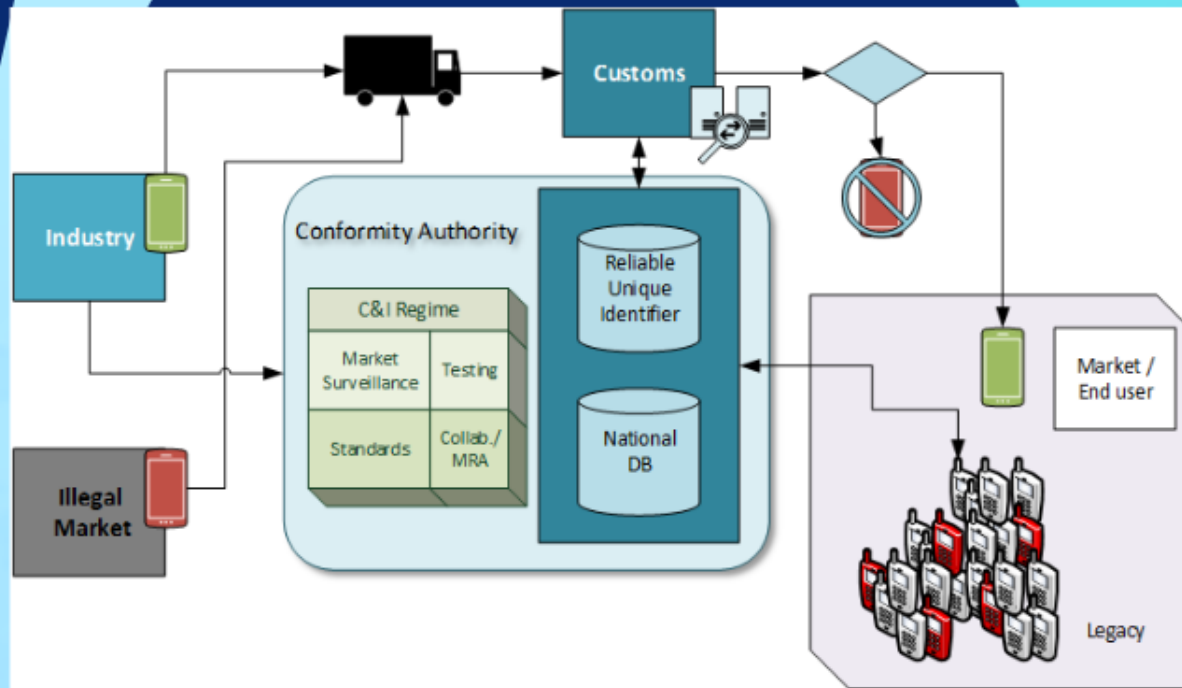 Customs
Industry
Conformity Authority
C&I Regime
Market
Surveillance
Testing
Standards
Collab./
MRA
Reliable
Unique
Identifier
National
DB
Illegal
Market
Market /
End user
Legacy